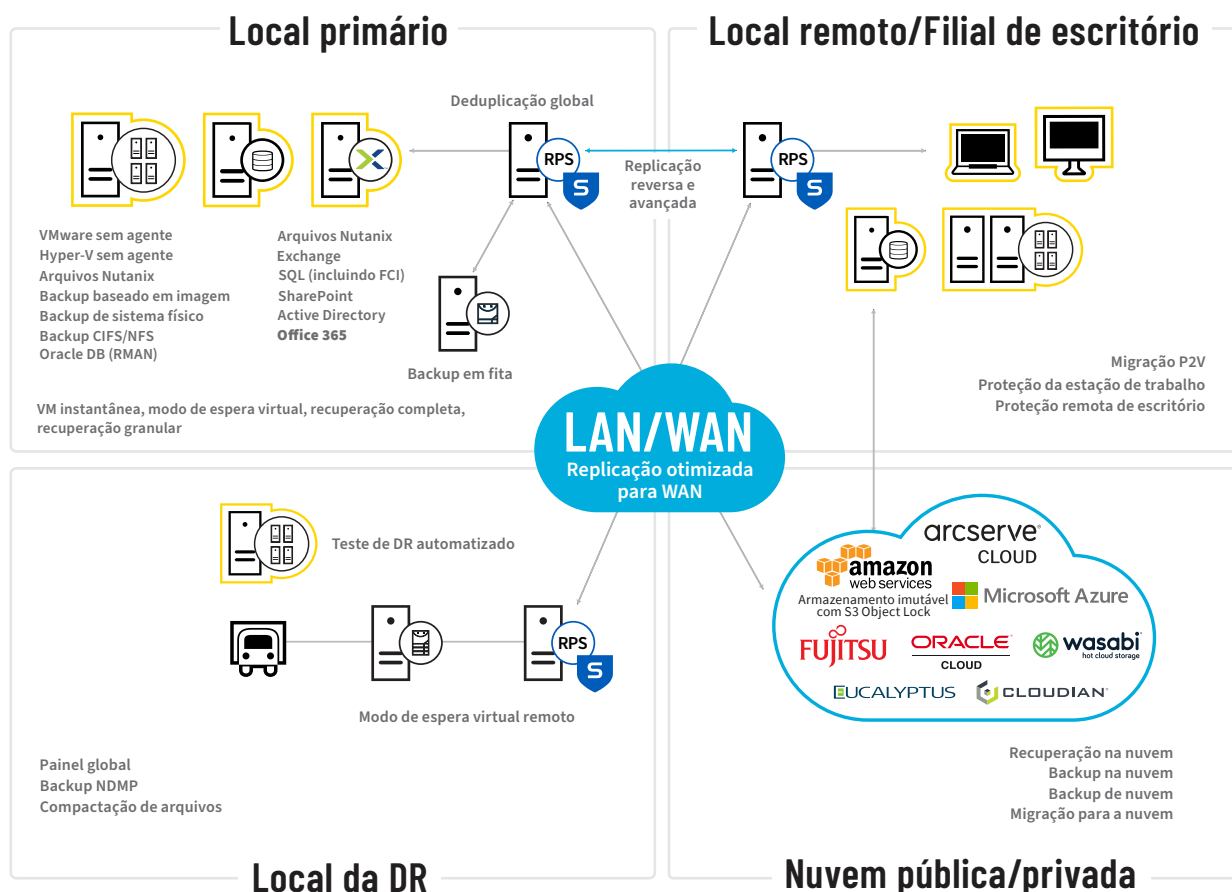 Local primário
Deduplicação global
RPS
S
VMware sem agente
Hyper-V sem agente
Arquivos Nutanix
Backup baseado em imagem
Backup de sistema físico
Backup CIFS/NFS
Oracle DB (RMAN)
Arquivos Nutanix
Exchange
SQL (incluindo FCI)
SharePoint
Active Directory
Office 365
Backup em fita
VM instantânea, modo de espera virtual, recuperação completa,
recuperação granular
Replicação
reversa e
avançada
Local remoto/Filial de escritório
RPS
S
Migração P2V
Proteção da estação de trabalho
Proteção remota de escritório
LAN/WAN
Replicação otimizada
para WAN
Teste de DR automatizado
RPS
S
Modo de espera virtual remoto
Painel global
Backup NDMP
Compactação de arquivos
Local da DR
arcserve®
CLOUD
amazon
web services
Armazenamento imutável
com S3 Object Lock
Microsoft Azure
FUJITSU
ORACLE®
CLOUD
wasabi
hot cloud storage
EUCALYPTUS
CLOUDIAN®
Recuperação na nuvem
Backup na nuvem
Backup de nuvem
Migração para a nuvem
Nuvem pública/privada